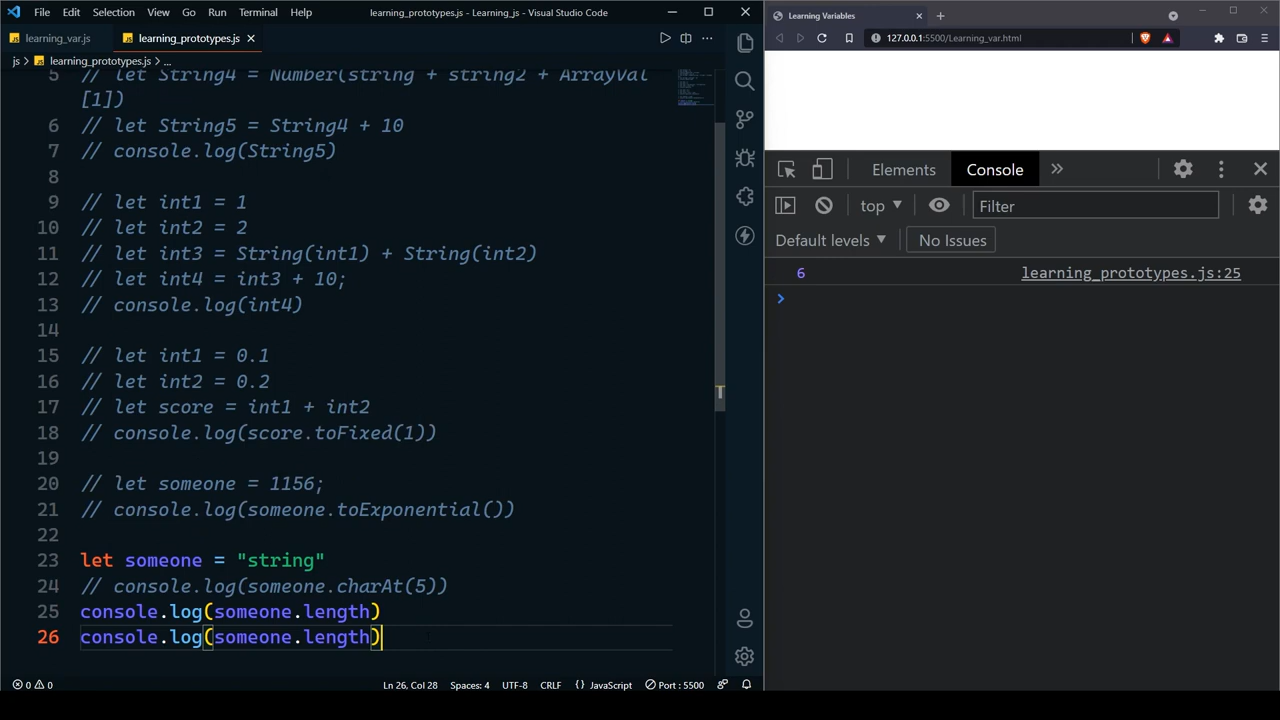 File Edit Selection View Go Run Terminal Help learning_prototypes.js - Learning_js - Visual Studio Code
learning_var.js learning_prototypes.js
js > learning_prototypes.js > ...
5 // let String4 = Number(string + string2 + ArrayVal
[1])
6 // let String5 = String4 + 10
7 // console.log(String5)
8
9 // let int1 = 1
10 // let int2 = 2
11 // let int3 = String(int1) + String(int2)
12 // let int4 = int3 + 10;
13 // console.log(int4)
14
15 // let int1 = 0.1
16 // let int2 = 0.2
17 // let score = int1 + int2
18 // console.log(score.toFixed(1))
19
20 // let someone = 1156;
21 // console.log(someone.toExponential())
22
23 let someone = "string"
24 // console.log(someone.charAt(5))
25 console.log(someone.length)
26 console.log(someone.length)
0 0 Ln 26, Col 28 Spaces: 4 UTF-8 CRLF {} JavaScript Port : 5500
Learning Variables
127.0.0.1:5500/Learning_var.html
Elements Console
top Filter
Default levels No Issues
6 learning_prototypes.js:25